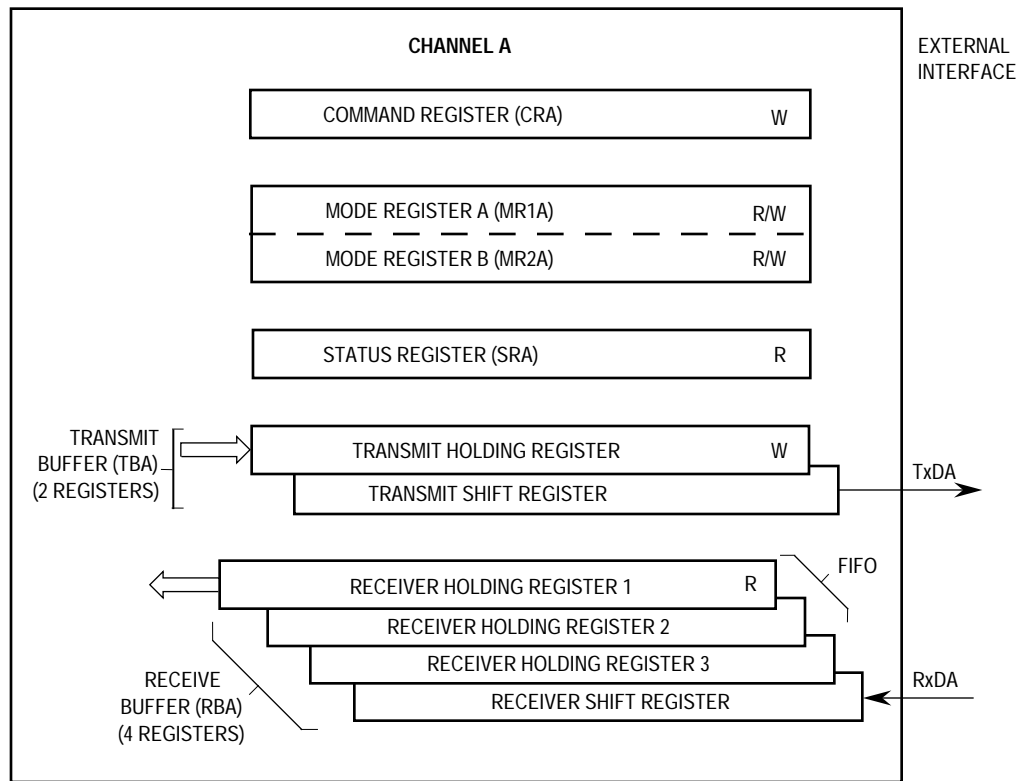 CHANNEL A
EXTERNAL
INTERFACE
COMMAND REGISTER (CRA) W
MODE REGISTER A (MR1A) R/W
MODE REGISTER B (MR2A) R/W
STATUS REGISTER (SRA) R
TRANSMIT
BUFFER (TBA)
(2 REGISTERS)
TRANSMIT HOLDING REGISTER W
TRANSMIT SHIFT REGISTER
TxDA
FIFO
RECEIVER HOLDING REGISTER 1 R
RECEIVER HOLDING REGISTER 2
RECEIVER HOLDING REGISTER 3
RECEIVER SHIFT REGISTER
RxDA
RECEIVE
BUFFER (RBA)
(4 REGISTERS)